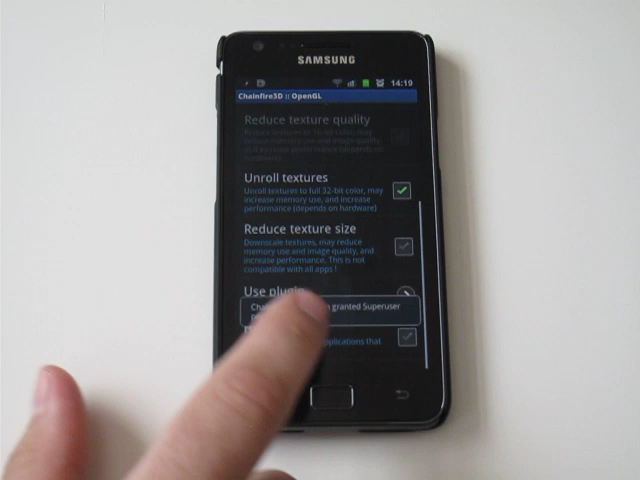 SAMSUNG
14:19
Chainfire3D :: OpenGL
Reduce texture quality
Unroll textures
Unroll textures to full 32-bit color, may
increase memory use, and increase
performance (depends on hardware)
Reduce texture size
Downscale textures, may reduce
memory use and image quality, and
increase performance. This is not
compatible with all apps !
Use plugin
granted Superuser
applications that